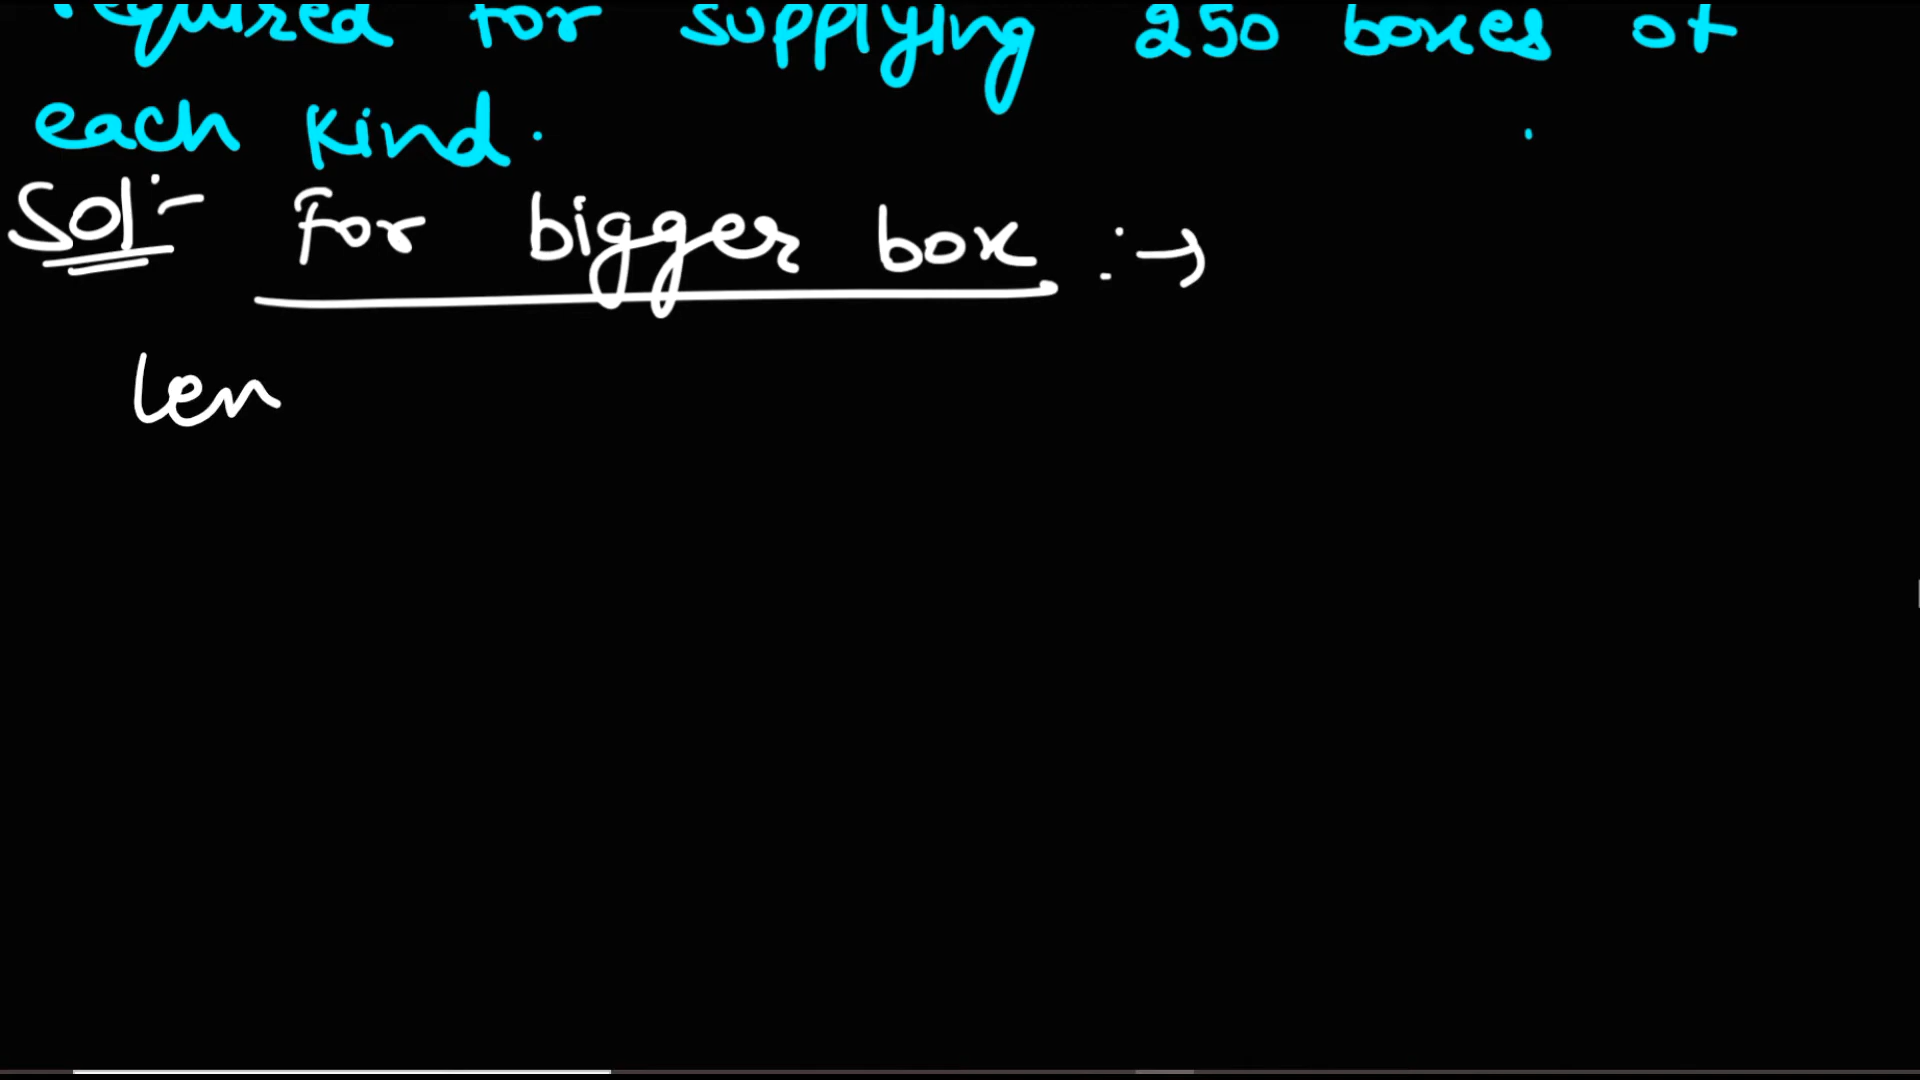 required for supplying 250 boxes of
each kind.
Sol:- For bigger box :→
len